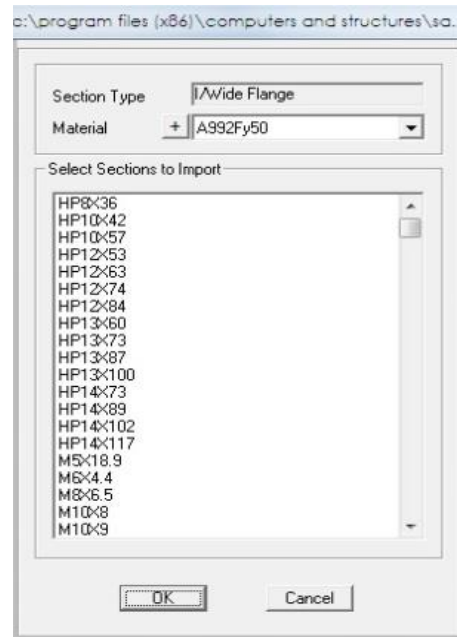 c:\program files (x86)\computers and structures\sa.
Section Type I/Wide Flange
Material + A992Fy50
Select Sections to Import
HP8X36
HP10X42
HP10X57
HP12X53
HP12X63
HP12X74
HP12X84
HP13X60
HP13X73
HP13X87
HP13X100
HP14X73
HP14X89
HP14X102
HP14X117
M5X18.9
M6X4.4
M8X6.5
M10X8
M10X9
OK Cancel